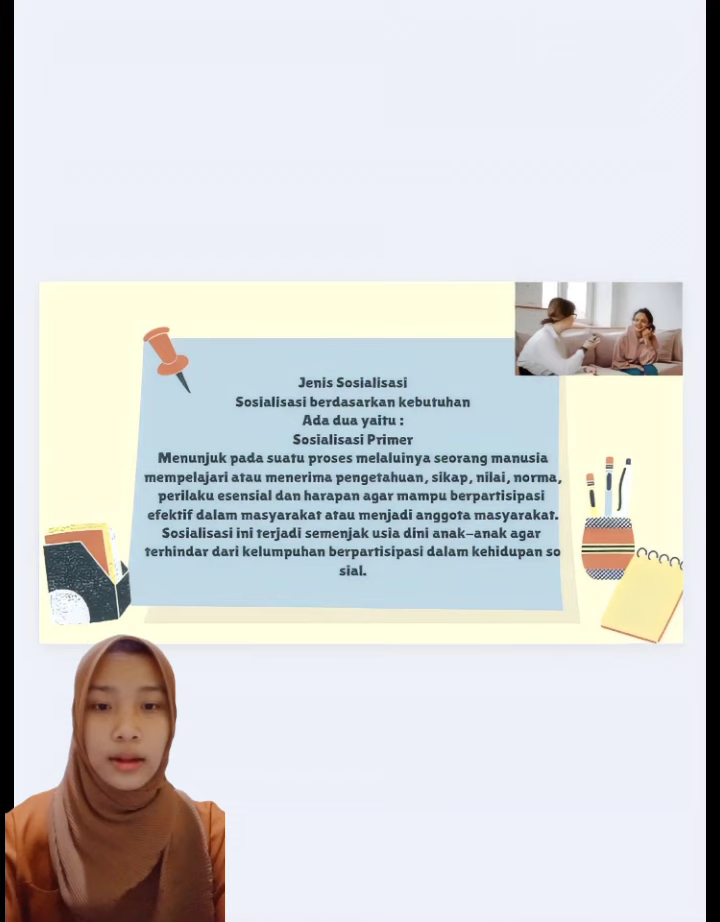 Jenis Sosialisasi
Sosialisasi berdasarkan kebutuhan
Ada dua yaitu :
Sosialisasi Primer
Menunjuk pada suatu proses melaluinya seorang manusia
mempelajari atau menerima pengetahuan, sikap, nilai, norma,
perilaku esensial dan harapan agar mampu berpartisipasi
efektif dalam masyarakat atau menjadi anggota masyarakat.
Sosialisasi ini terjadi semenjak usia dini anak–anak agar
terhindar dari kelumpuhan berpartisipasi dalam kehidupan so
sial.